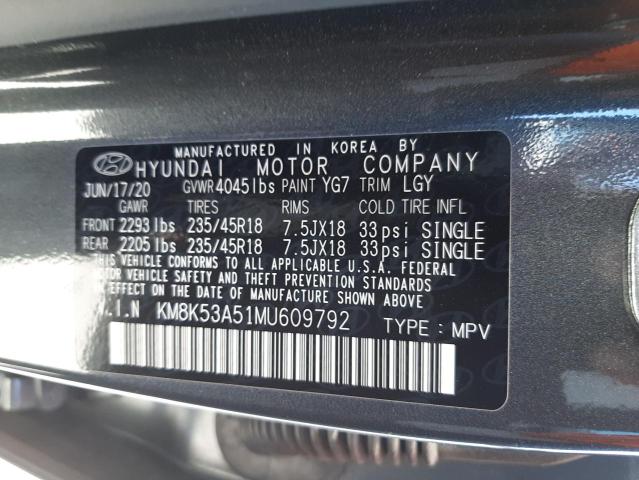 MANUFACTURED IN KOREA BY
HYUNDAI MOTOR COMPANY
JUN/17/20 GVWR 4045 lbs PAINT YG7 TRIM LGY
GAWR TIRES RIMS COLD TIRE INFL
FRONT 2293 lbs 235/45R18 7.5JX18 33psi SINGLE
REAR 2205 lbs 235/45R18 7.5JX18 33psi SINGLE
THIS VEHICLE CONFORMS TO ALL APPLICABLE U.S.A. FEDERAL
MOTOR VEHICLE SAFETY AND THEFT PREVENTION STANDARDS
IN EFFECT ON THE DATE OF MANUFACTURE SHOWN ABOVE.
.I.N KM8K53A51MU609792 TYPE : MPV